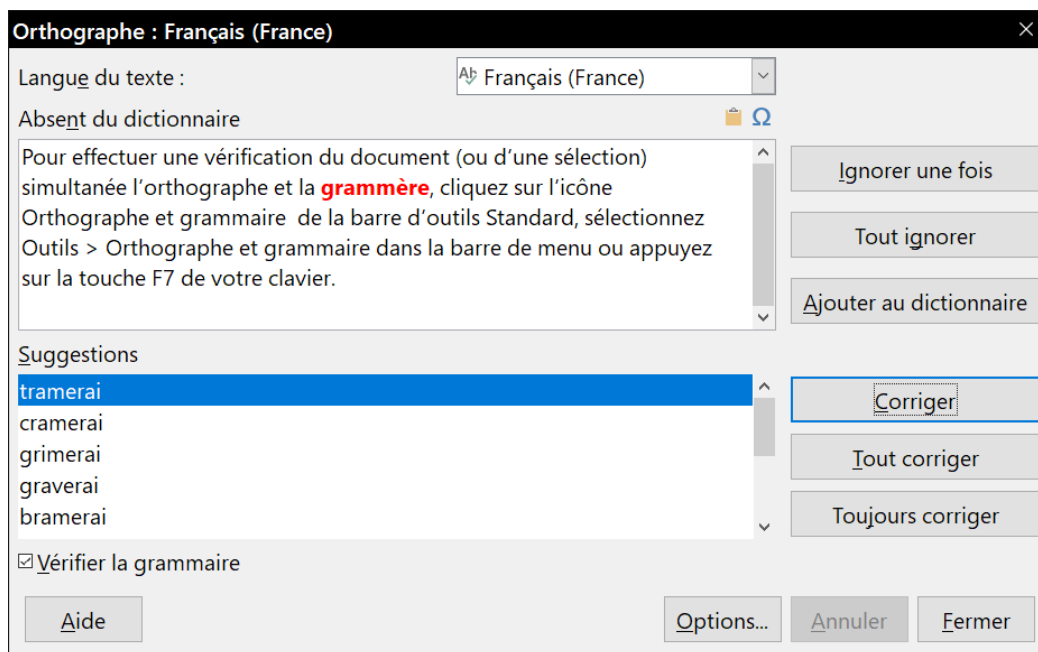 Orthographe : Français (France)
Langue du texte :
Français (France)
Absent du dictionnaire
Pour effectuer une vérification du document (ou d’une sélection)
simultanée l’orthographe et la grammère, cliquez sur l’icône
Orthographe et grammaire  de la barre d’outils Standard, sélectionnez
Outils > Orthographe et grammaire dans la barre de menu ou appuyez
sur la touche F7 de votre clavier.
Ignorer une fois
Tout ignorer
Ajouter au dictionnaire
Suggestions
tramerai
cramerai
grimerai
graverai
bramerai
Corriger
Tout corriger
Toujours corriger
Vérifier la grammaire
Aide
Options...
Annuler
Fermer